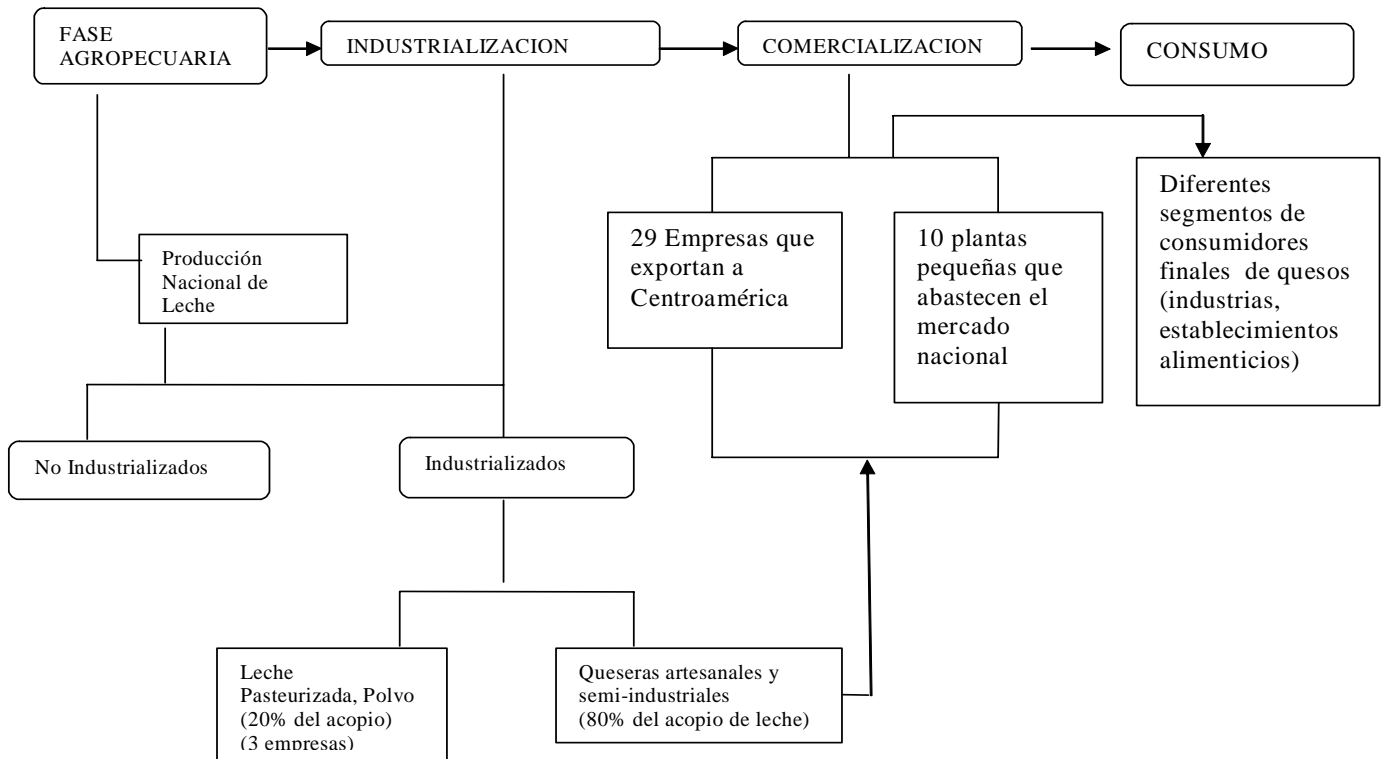 FASE
AGROPECUARIA
INDUSTRIALIZACION
COMERCIALIZACION
CONSUMO
Producción
Nacional de
Leche
29 Empresas que
exportan a
Centroamérica
10 plantas
pequeñas que
abastecen el
mercado
nacional
Diferentes
segmentos de
consumidores
finales de quesos
(industrias,
establecimientos
alimenticios)
No Industrializados
Industrializados
Leche
Pasteurizada, Polvo
(20% del acopio)
(3 empresas)
Queseras artesanales y
semi-industriales
(80% del acopio de leche)